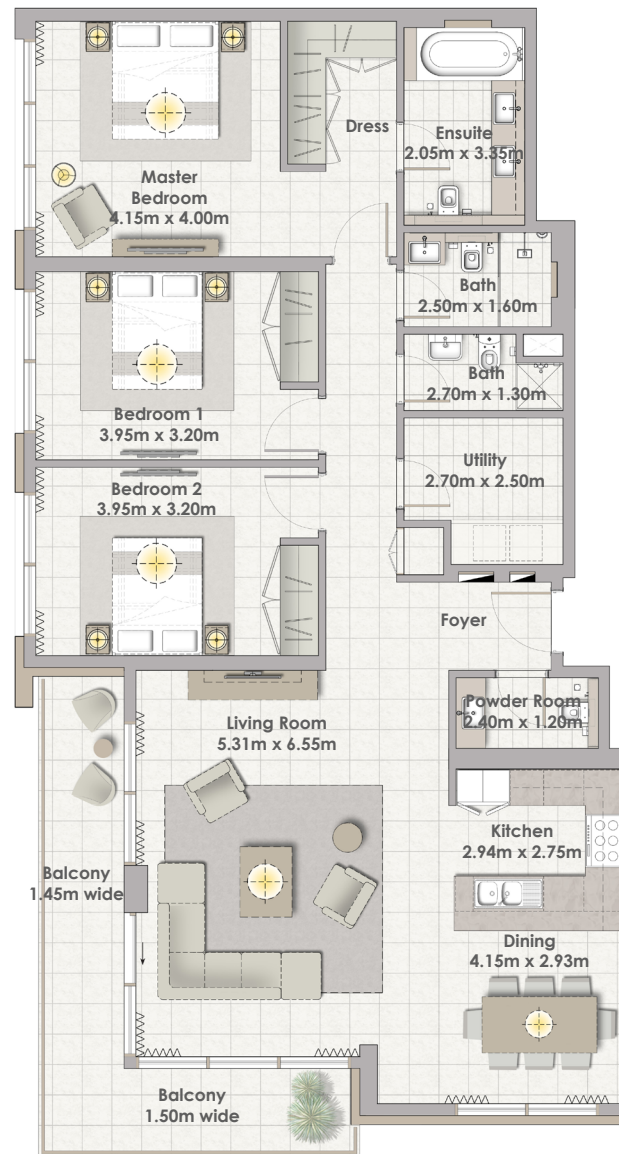 Dress
Ensuite
2.05m x 3.35m
Master
Bedroom
4.15m x 4.00m
Bath
2.50m x 1.60m
Bath
2.70m x 1.30m
Bedroom 1
3.95m x 3.20m
Utility
2.70m x 2.50m
Bedroom 2
3.95m x 3.20m
Foyer
Powder Room
2.40m x 1.20m
Living Room
5.31m x 6.55m
Kitchen
2.94m x 2.75m
Balcony
1.45m wide
Dining
4.15m x 2.93m
Balcony
1.50m wide